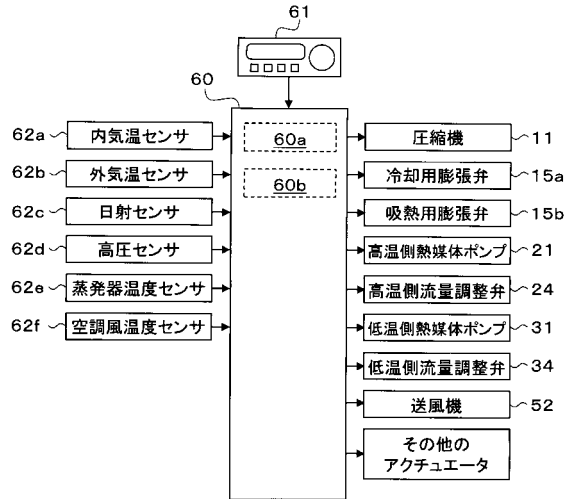 61
60
60a
60b
62a 内気温センサ
62b 外気温センサ
62c 日射センサ
62d 高圧センサ
62e 蒸発器温度センサ
62f 空調風温度センサ
圧縮機 11
冷却用膨張弁 15a
吸熱用膨張弁 15b
高温側熱媒体ポンプ 21
高温側流量調整弁 24
低温側熱媒体ポンプ 31
低温側流量調整弁 34
送風機 52
その他の
アクチュエータ